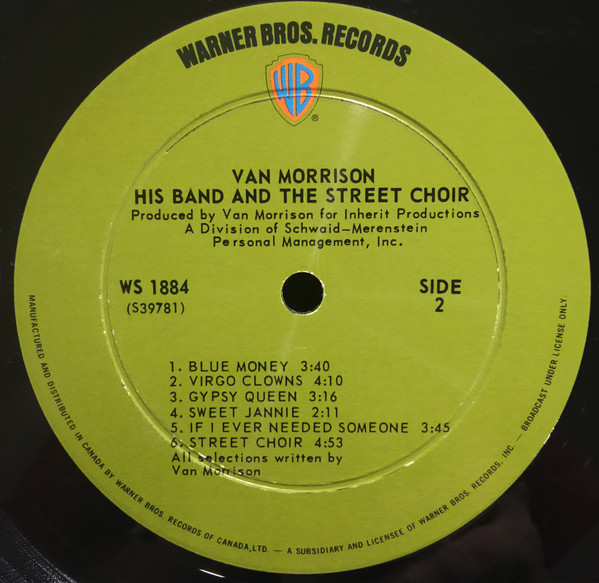 WARNER BROS. RECORDS
WB
®
VAN MORRISON
HIS BAND AND THE STREET CHOIR
Produced by Van Morrison for Inherit Productions
A Division of Schwaid—Merenstein
Personal Management, Inc.
WS 1884
(S39781)
SIDE
2
1. BLUE MONEY 3:40
2. VIRGO CLOWNS 4:10
3. GYPSY QUEEN 3:16
4. SWEET JANNIE 2:11
5. IF I EVER NEEDED SOMEONE 3:45
6. STREET CHOIR 4:53
All selections written by
Van Morrison
MANUFACTURED AND DISTRIBUTED IN CANADA BY WARNER BROS. RECORDS OF CANADA, LTD. — A SUBSIDIARY AND LICENSEE OF WARNER BROS. RECORDS, INC. — BROADCAST UNDER LICENSE ONLY.